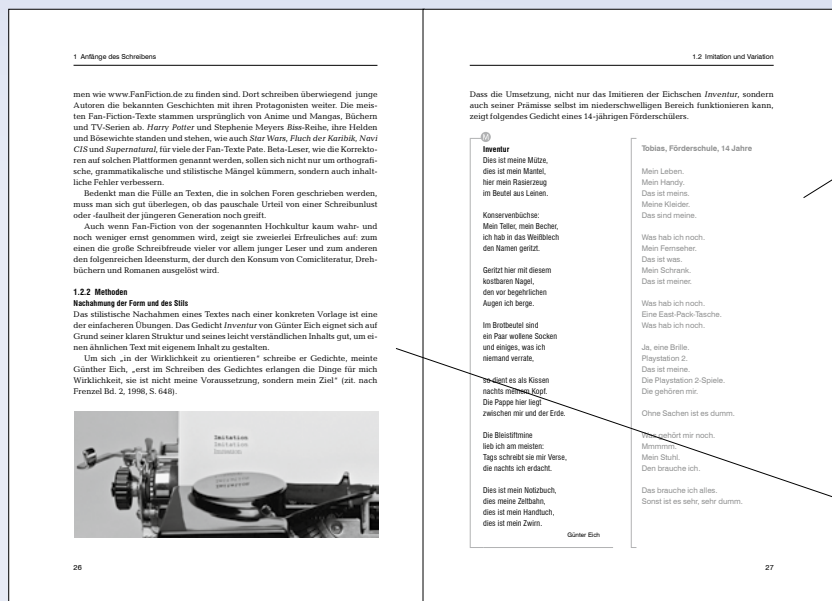 1 Anfänge des Schreibens
men wie www.FanFiction.de zu finden sind. Dort schreiben überwiegend junge
Autoren die bekannten Geschichten mit ihren Protagonisten weiter. Die meis-
ten Fan-Fiction-Texte stammen ursprünglich von Anime und Mangas, Büchern
und TV-Serien ab. Harry Potter und Stephenie Meyers Biss-Reihe, ihre Helden
und Bösewichte standen und stehen, wie auch Star Wars, Fluch der Karibik, Navi
CIS und Supernatural, für viele der Fan-Texte Pate. Beta-Leser, wie die Korrekto-
ren auf solchen Plattformen genannt werden, sollen sich nicht nur um orthografi-
sche, grammatikalische und stilistische Mängel kümmern, sondern auch inhalt-
liche Fehler verbessern.
Bedenkt man die Fülle an Texten, die in solchen Foren geschrieben werden,
muss man sich gut überlegen, ob das pauschale Urteil von einer Schreibunlust
oder -faulheit der jüngeren Generation noch greift.
Auch wenn Fan-Fiction von der sogenannten Hochkultur kaum wahr- und
noch weniger ernst genommen wird, zeigt sie zweierlei Erfreuliches auf: zum
einen die große Schreibfreude vieler vor allem junger Leser und zum anderen
den folgenreichen Ideensturm, der durch den Konsum von Comicliteratur, Dreh-
büchern und Romanen ausgelöst wird.
1.2.2 Methoden
Nachahmung der Form und des Stils
Das stilistische Nachahmen eines Textes nach einer konkreten Vorlage ist eine
der einfacheren Übungen. Das Gedicht Inventur von Günter Eich eignet sich auf
Grund seiner klaren Struktur und seines leicht verständlichen Inhalts gut, um ei-
nen ähnlichen Text mit eigenem Inhalt zu gestalten.
Um sich „in der Wirklichkeit zu orientieren“ schreibe er Gedichte, meinte
Günther Eich, „erst im Schreiben des Gedichtes erlangen die Dinge für mich
Wirklichkeit, sie ist nicht meine Voraussetzung, sondern mein Ziel“ (zit. nach
Frenzel Bd. 2, 1998, S. 648).
Imitation
Imitation
26
1.2 Imitation und Variation
Dass die Umsetzung, nicht nur das Imitieren der Eichschen Inventur, sondern
auch seiner Prämisse selbst im niederschwelligen Bereich funktionieren kann,
zeigt folgendes Gedicht eines 14-jährigen Förderschülers.
M
Inventur
Dies ist meine Mütze,
dies ist mein Mantel,
hier mein Rasierzeug
im Beutel aus Leinen.
Konservenbüchse:
Mein Teller, mein Becher,
ich hab in das Weißblech
den Namen geritzt.
Geritzt hier mit diesem
kostbaren Nagel,
den vor begehrlichen
Augen ich berge.
Im Brotbeutel sind
ein Paar wollene Socken
und einiges, was ich
niemand verrate,
so dient es als Kissen
nachts meinem Kopf.
Die Pappe hier liegt
zwischen mir und der Erde.
Die Bleistiftmine
lieb ich am meisten:
Tags schreibt sie mir Verse,
die nachts ich erdacht.
Dies ist mein Notizbuch,
dies meine Zeltbahn,
dies ist mein Handtuch,
dies ist mein Zwirn.
Günter Eich
Tobias, Förderschule, 14 Jahre
Mein Leben.
Mein Handy.
Das ist meins.
Meine Kleider.
Das sind meine.
Was hab ich noch.
Mein Fernseher.
Das ist was.
Mein Schrank.
Das ist meiner.
Was hab ich noch.
Eine East-Pack-Tasche.
Was hab ich noch.
Ja, eine Brille.
Playstation 2.
Das ist meine.
Die Playstation 2-Spiele.
Die gehören mir.
Ohne Sachen ist es dumm.
Was gehört mir noch.
Mmmmm.
Mein Stuhl.
Den brauche ich.
Das brauche ich alles.
Sonst ist es sehr, sehr dumm.
27